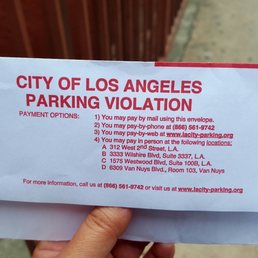 CITY OF LOS ANGELES
PARKING VIOLATION
PAYMENT OPTIONS: 1) You may pay by mail using this envelope.
2) You may pay-by-phone at (866) 561-9742
3) You may pay-by-web at www.lacity-parking.org
4) You may pay in person at the following locations:
A 312 West 2nd Street, L.A.
B 3333 Wilshire Blvd, Suite 3337, L.A.
C 1575 Westwood Blvd, Suite 100B, L.A.
D 6309 Van Nuys Blvd., Room 103, Van Nuys
For more information, call us at (866) 561-9742 or visit us at www.lacity-parking.org